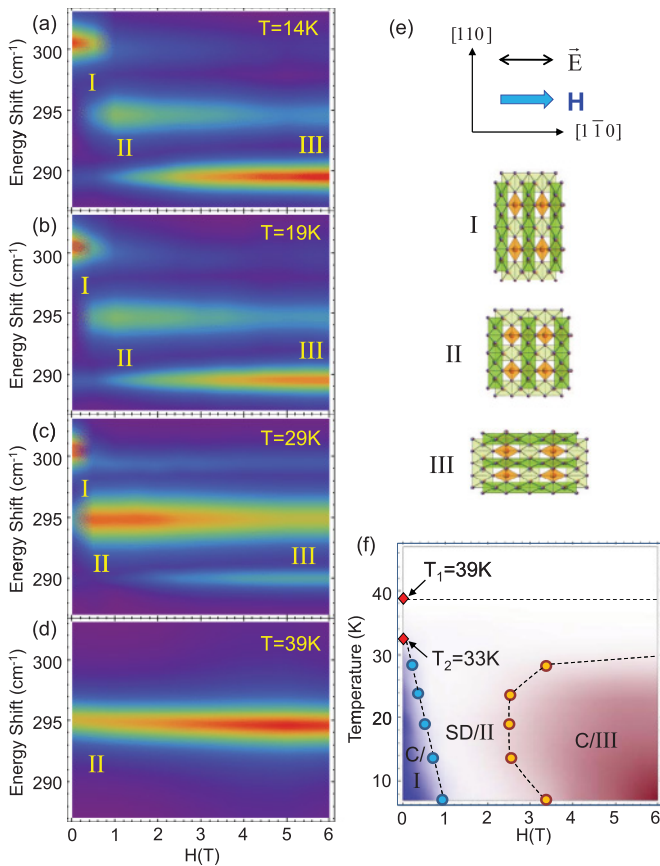 (a)
T=14K
Energy Shift (cm⁻¹)
300
295
290
I
II
III
(b)
T=19K
Energy Shift (cm⁻¹)
300
295
290
I
II
III
(c)
T=29K
Energy Shift (cm⁻¹)
300
295
290
I
II
III
(d)
T=39K
Energy Shift (cm⁻¹)
300
295
290
II
0 1 2 3 4 5 6
H(T)
(e)
[110]
E⃗
H
[11̅0]
I
II
III
(f)
T₁=39K
T₂=33K
Temperature (K)
40
30
20
10
C/
I
SD/II
C/III
0 1 2 3 4 5 6
H(T)